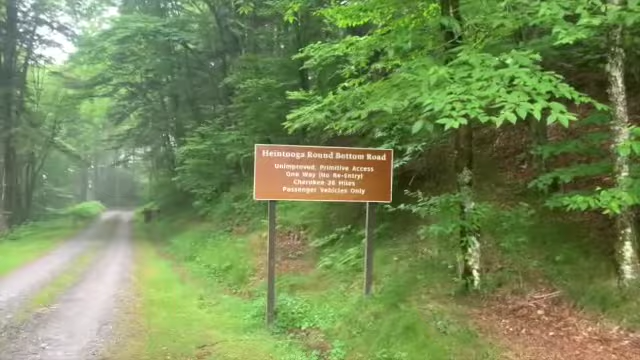 Heintooga Round Bottom Road
Unimproved, Primitive Access
One Way (No Re-Entry)
Cherokee 28 Miles
Passenger Vehicles Only